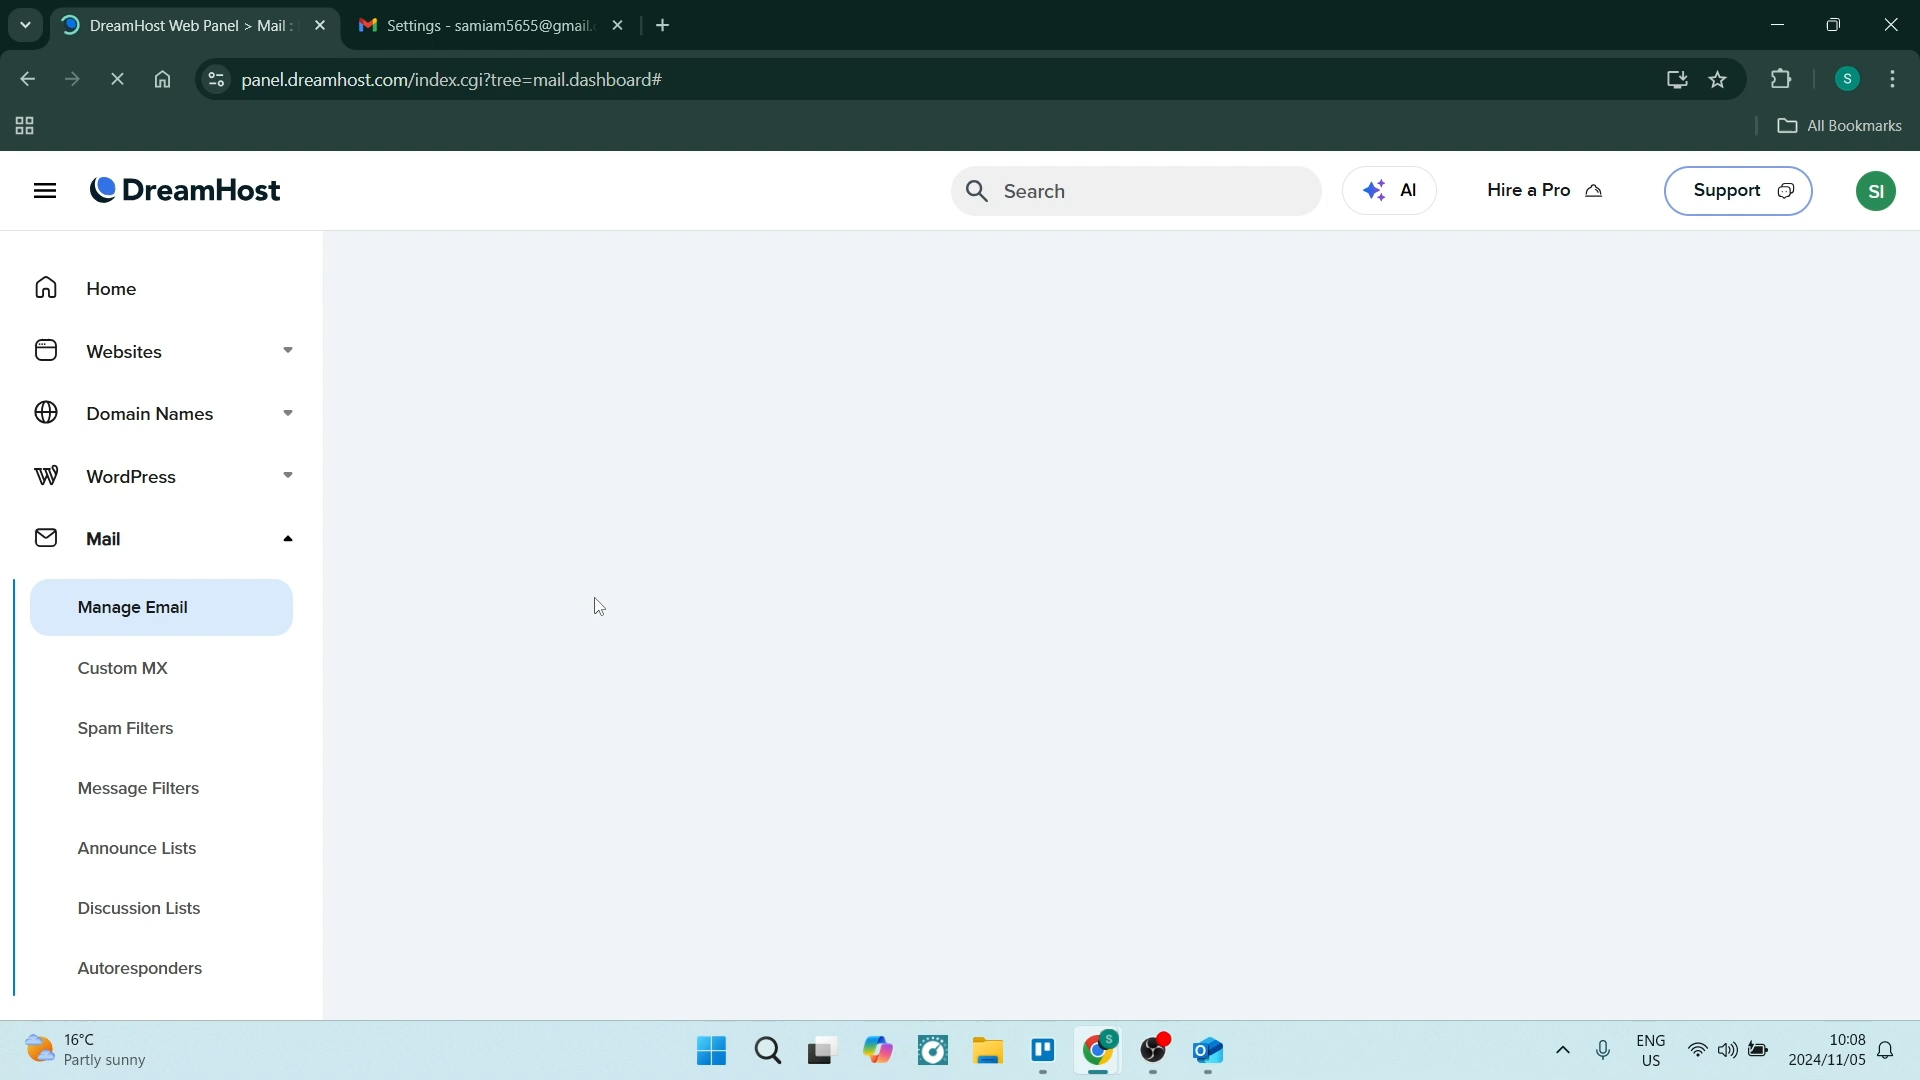 DreamHost Web Panel > Mail :
Settings - samiam5655@gmail.
panel.dreamhost.com/index.cgi?tree=mail.dashboard#
S
All Bookmarks
DreamHost
Search
AI
Hire a Pro
Support
SI
Home
Websites
Domain Names
WordPress
Mail
Manage Email
Custom MX
Spam Filters
Message Filters
Announce Lists
Discussion Lists
Autoresponders
16°C
Partly sunny
S
ENG
US
10:08
2024/11/05